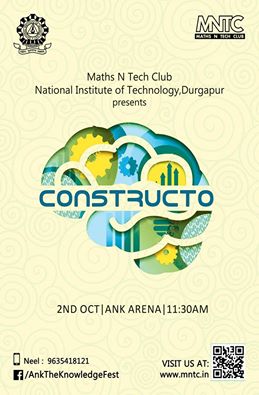 MNTC
MATHS N TECH CLUB
Maths N Tech Club
National Institute of Technology,Durgapur
presents
CONSTRUCTO
2ND OCT|ANK ARENA|11:30AM
Neel : 9635418121
/AnkTheKnowledgeFest
VISIT US AT:
www.mntc.in